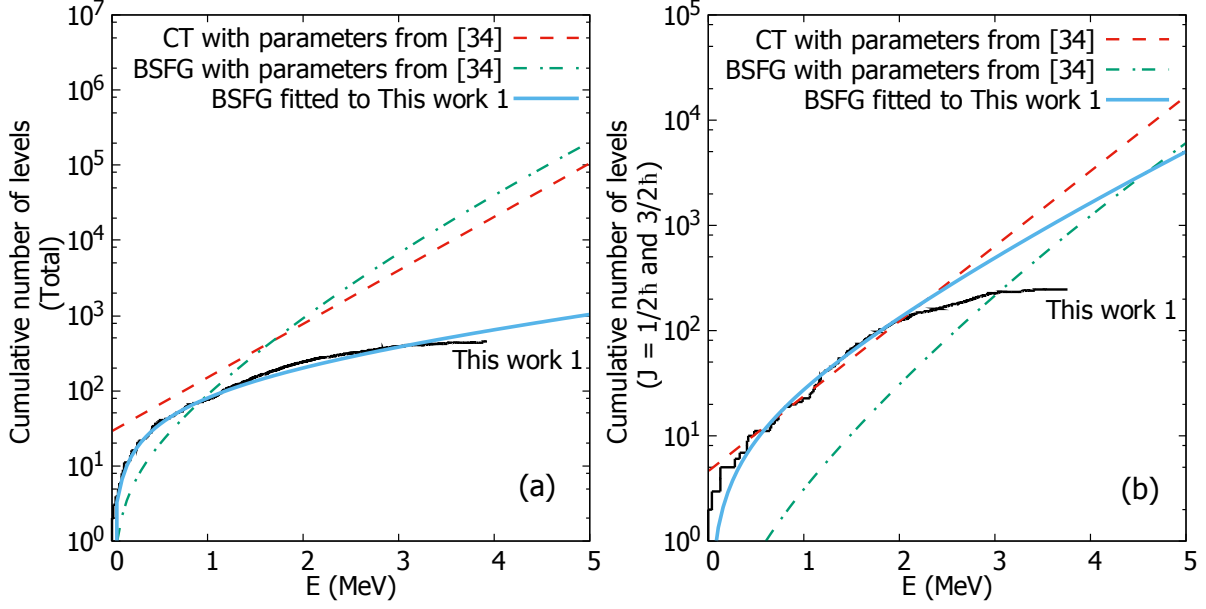 Cumulative number of levels
(Total)
10^7
10^6
10^5
10^4
10^3
10^2
10^1
10^0
CT with parameters from [34]
BSFG with parameters from [34]
BSFG fitted to This work 1
This work 1
(a)
0 1 2 3 4 5
E (MeV)
Cumulative number of levels
(J = 1/2ħ and 3/2ħ)
10^5
10^4
10^3
10^2
10^1
10^0
CT with parameters from [34]
BSFG with parameters from [34]
BSFG fitted to This work 1
This work 1
(b)
0 1 2 3 4 5
E (MeV)